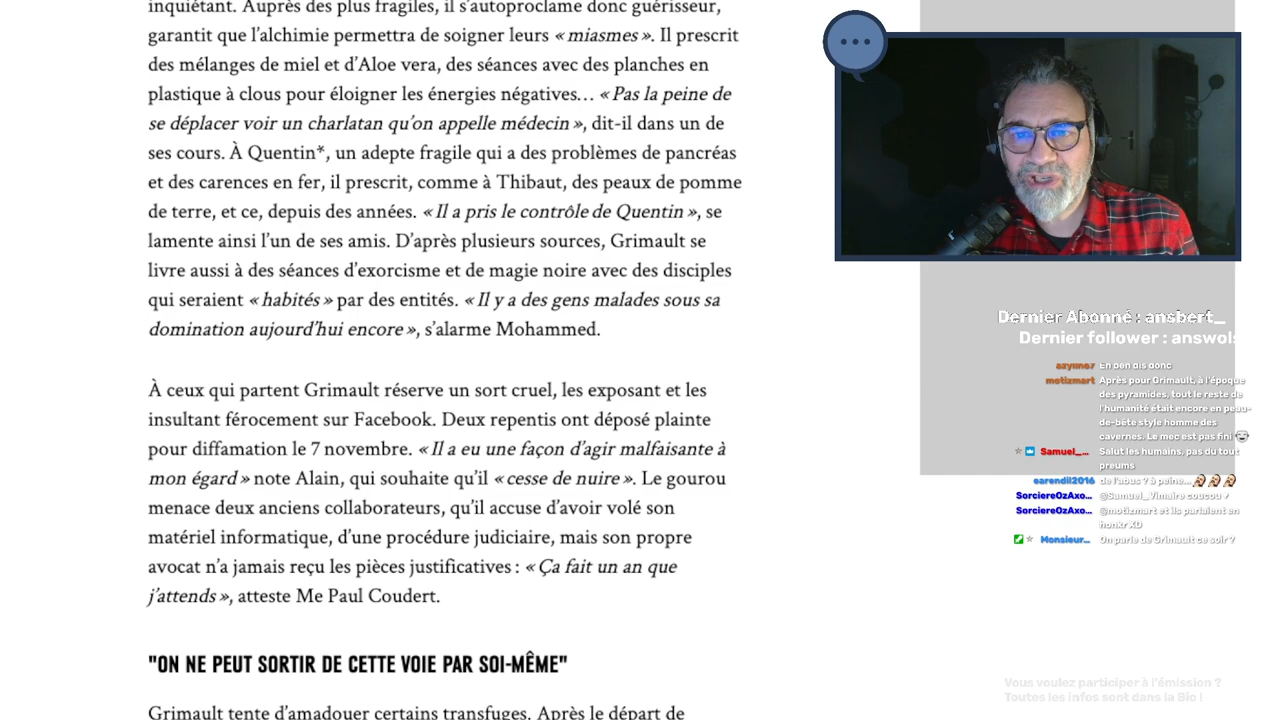 inquiétant. Auprès des plus fragiles, il s’autoproclame donc guérisseur,
garantit que l’alchimie permettra de soigner leurs « miasmes ». Il prescrit
des mélanges de miel et d’Aloe vera, des séances avec des planches en
plastique à clous pour éloigner les énergies négatives… « Pas la peine de
se déplacer voir un charlatan qu’on appelle médecin », dit-il dans un de
ses cours. À Quentin*, un adepte fragile qui a des problèmes de pancréas
et des carences en fer, il prescrit, comme à Thibaut, des peaux de pomme
de terre, et ce, depuis des années. « Il a pris le contrôle de Quentin », se
lamente ainsi l’un de ses amis. D’après plusieurs sources, Grimault se
livre aussi à des séances d’exorcisme et de magie noire avec des disciples
qui seraient « habités » par des entités. « Il y a des gens malades sous sa
domination aujourd’hui encore », s’alarme Mohammed.
À ceux qui partent Grimault réserve un sort cruel, les exposant et les
insultant férocement sur Facebook. Deux repentis ont déposé plainte
pour diffamation le 7 novembre. « Il a eu une façon d’agir malfaisante à
mon égard » note Alain, qui souhaite qu’il « cesse de nuire ». Le gourou
menace deux anciens collaborateurs, qu’il accuse d’avoir volé son
matériel informatique, d’une procédure judiciaire, mais son propre
avocat n’a jamais reçu les pièces justificatives : « Ça fait un an que
j’attends », atteste Me Paul Coudert.
"ON NE PEUT SORTIR DE CETTE VOIE PAR SOI-MÊME"
Grimault tente d’amadouer certains transfuges. Après le départ de
Dernier Abonné : ansbert_
Dernier follower : answols
Eh ben dis donc
motizmart Après pour Grimault, à l'époque
des pyramides, tout le reste de
l'humanité était encore en peau-
de-bête style homme des
cavernes. Le mec est pas fini
Samuel_... Salut les humains, pas du tout
preums
earendil2016 de l'abus ? à peine...
SorciereOzAxo... @Samuel_Vimaire coucou
SorciereOzAxo... @motizmart et ils parlaient en
honkr XD
Monsieur... On parle de Grimault ce soir ?
Vous voulez participer à l'émission ?
Toutes les infos sont dans la Bio !